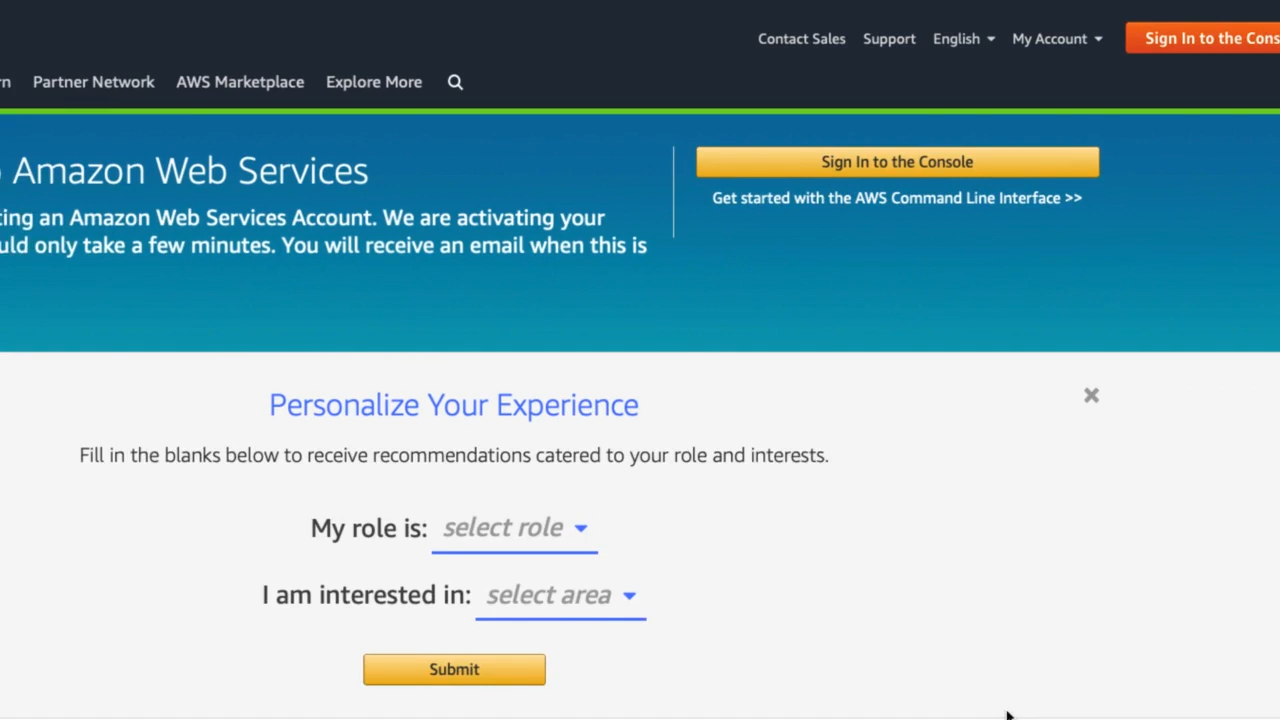 Contact Sales Support English My Account Sign In to the
Partner Network AWS Marketplace Explore More
Amazon Web Services
Sign In to the Console
Get started with the AWS Command Line Interface >>
an Amazon Web Services Account. We are activating your
only take a few minutes. You will receive an email when this is
Personalize Your Experience
Fill in the blanks below to receive recommendations catered to your role and interests.
My role is: select role
I am interested in: select area
Submit